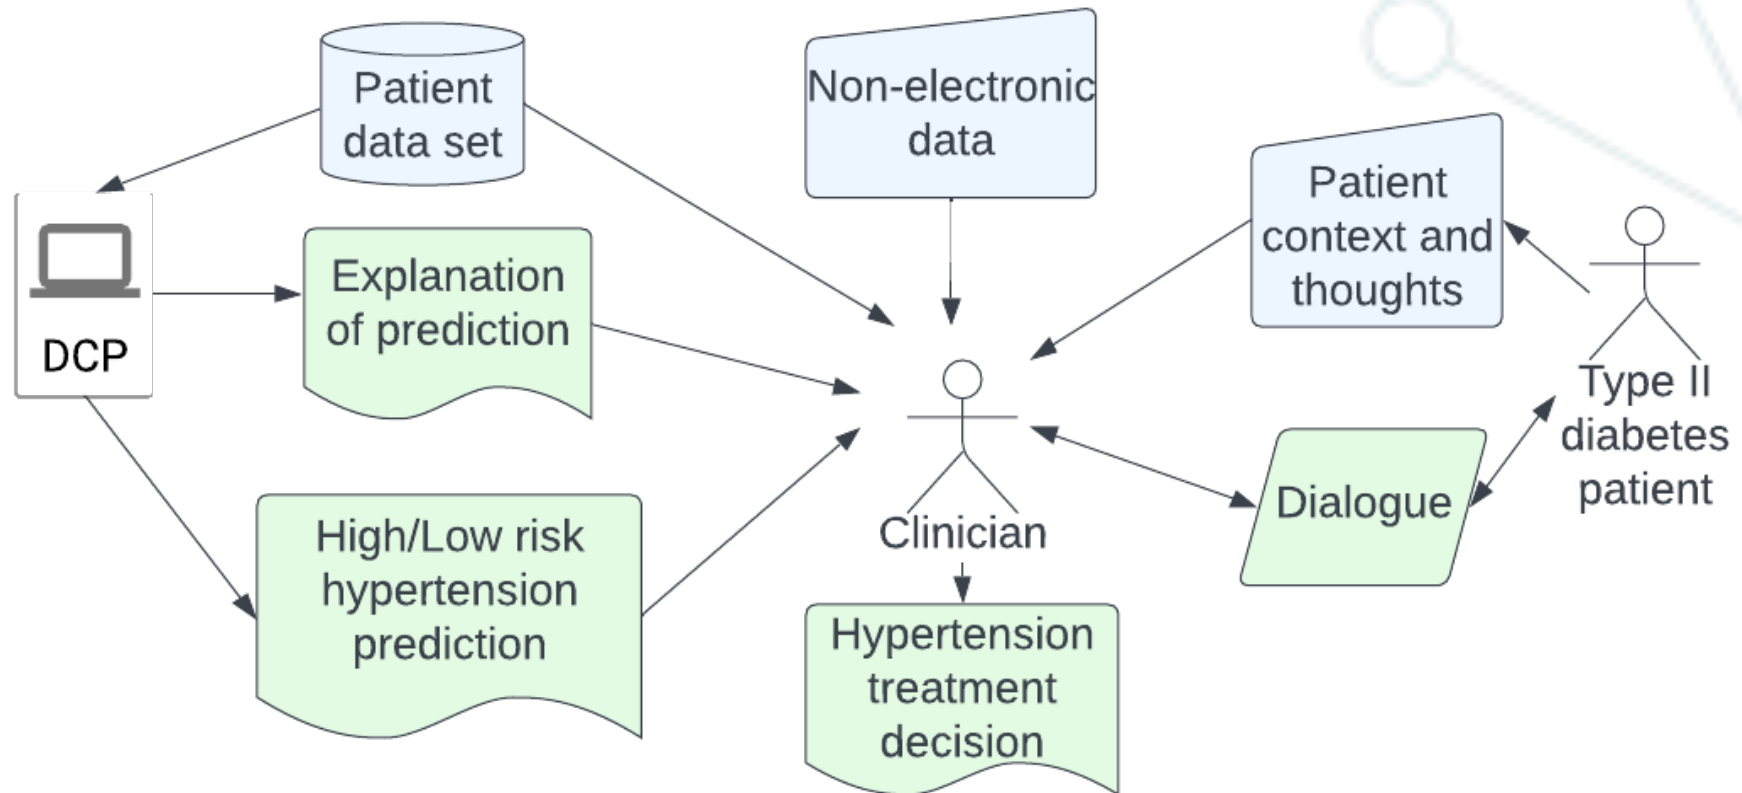 Patient
data set
Non-electronic
data
Patient
context and
thoughts
DCP
Explanation
of prediction
Type II
diabetes
patient
High/Low risk
hypertension
prediction
Clinician
Dialogue
Hypertension
treatment
decision